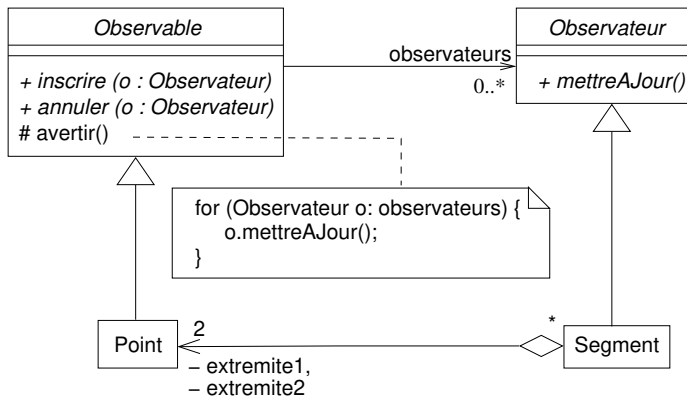 Observable
+ inscrire (o : Observateur)
+ annuler (o : Observateur)
# avertir()
observateurs
0..*
Observateur
+ mettreAJour()
for (Observateur o: observateurs) {
o.mettreAJour();
}
Point
2
– extremite1,
– extremite2
*
Segment